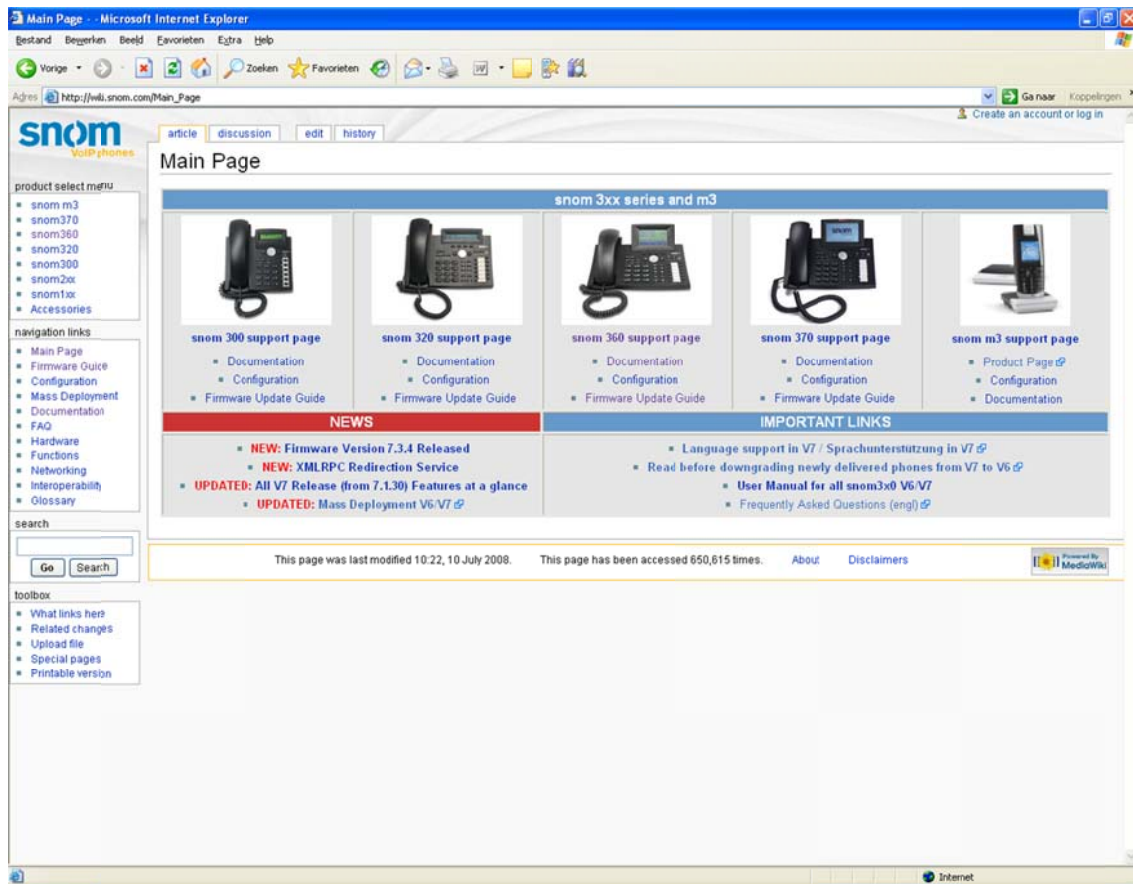 Main Page - - Microsoft Internet Explorer
Bestand Bewerken Beeld Favorieten Extra Help
Vorige Zoeken Favorieten
Adres http://wiki.snom.com/Main_Page Ga naar Koppelingen
Create an account or log in
snom
VoIP phones
article discussion edit history
Main Page
product select menu
snom m3
snom370
snom360
snom320
snom300
snom2xx
snom1xx
Accessories
navigation links
Main Page
Firmware Guide
Configuration
Mass Deployment
Documentation
FAQ
Hardware
Functions
Networking
Interoperability
Glossary
search
Go Search
toolbox
What links here
Related changes
Upload file
Special pages
Printable version
snom 3xx series and m3
snom 300 support page
Documentation
Configuration
Firmware Update Guide
snom 320 support page
Documentation
Configuration
Firmware Update Guide
snom 360 support page
Documentation
Configuration
Firmware Update Guide
snom 370 support page
Documentation
Configuration
Firmware Update Guide
snom m3 support page
Product Page
Configuration
Documentation
NEWS
NEW: Firmware Version 7.3.4 Released
NEW: XMLRPC Redirection Service
UPDATED: All V7 Release (from 7.1.30) Features at a glance
UPDATED: Mass Deployment V6/V7
IMPORTANT LINKS
Language support in V7 / Sprachunterstützung in V7
Read before downgrading newly delivered phones from V7 to V6
User Manual for all snom3x0 V6/V7
Frequently Asked Questions (engl)
This page was last modified 10:22, 10 July 2008. This page has been accessed 650,615 times. About Disclaimers
Powered By
MediaWiki
Internet